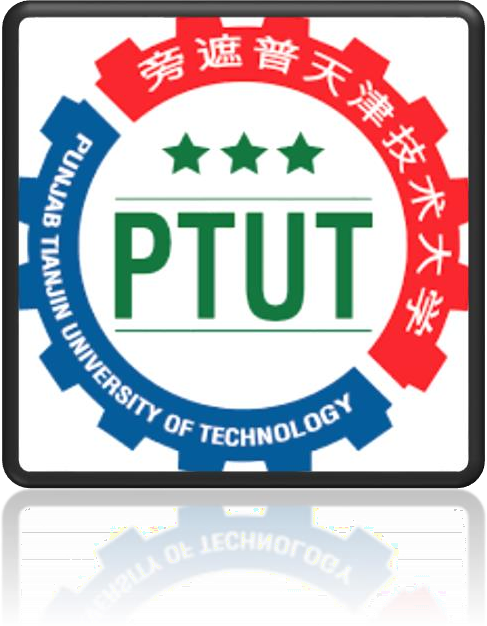 旁遮普天津技术大学
PTUT
PUNJAB TIANJIN UNIVERSITY OF TECHNOLOGY